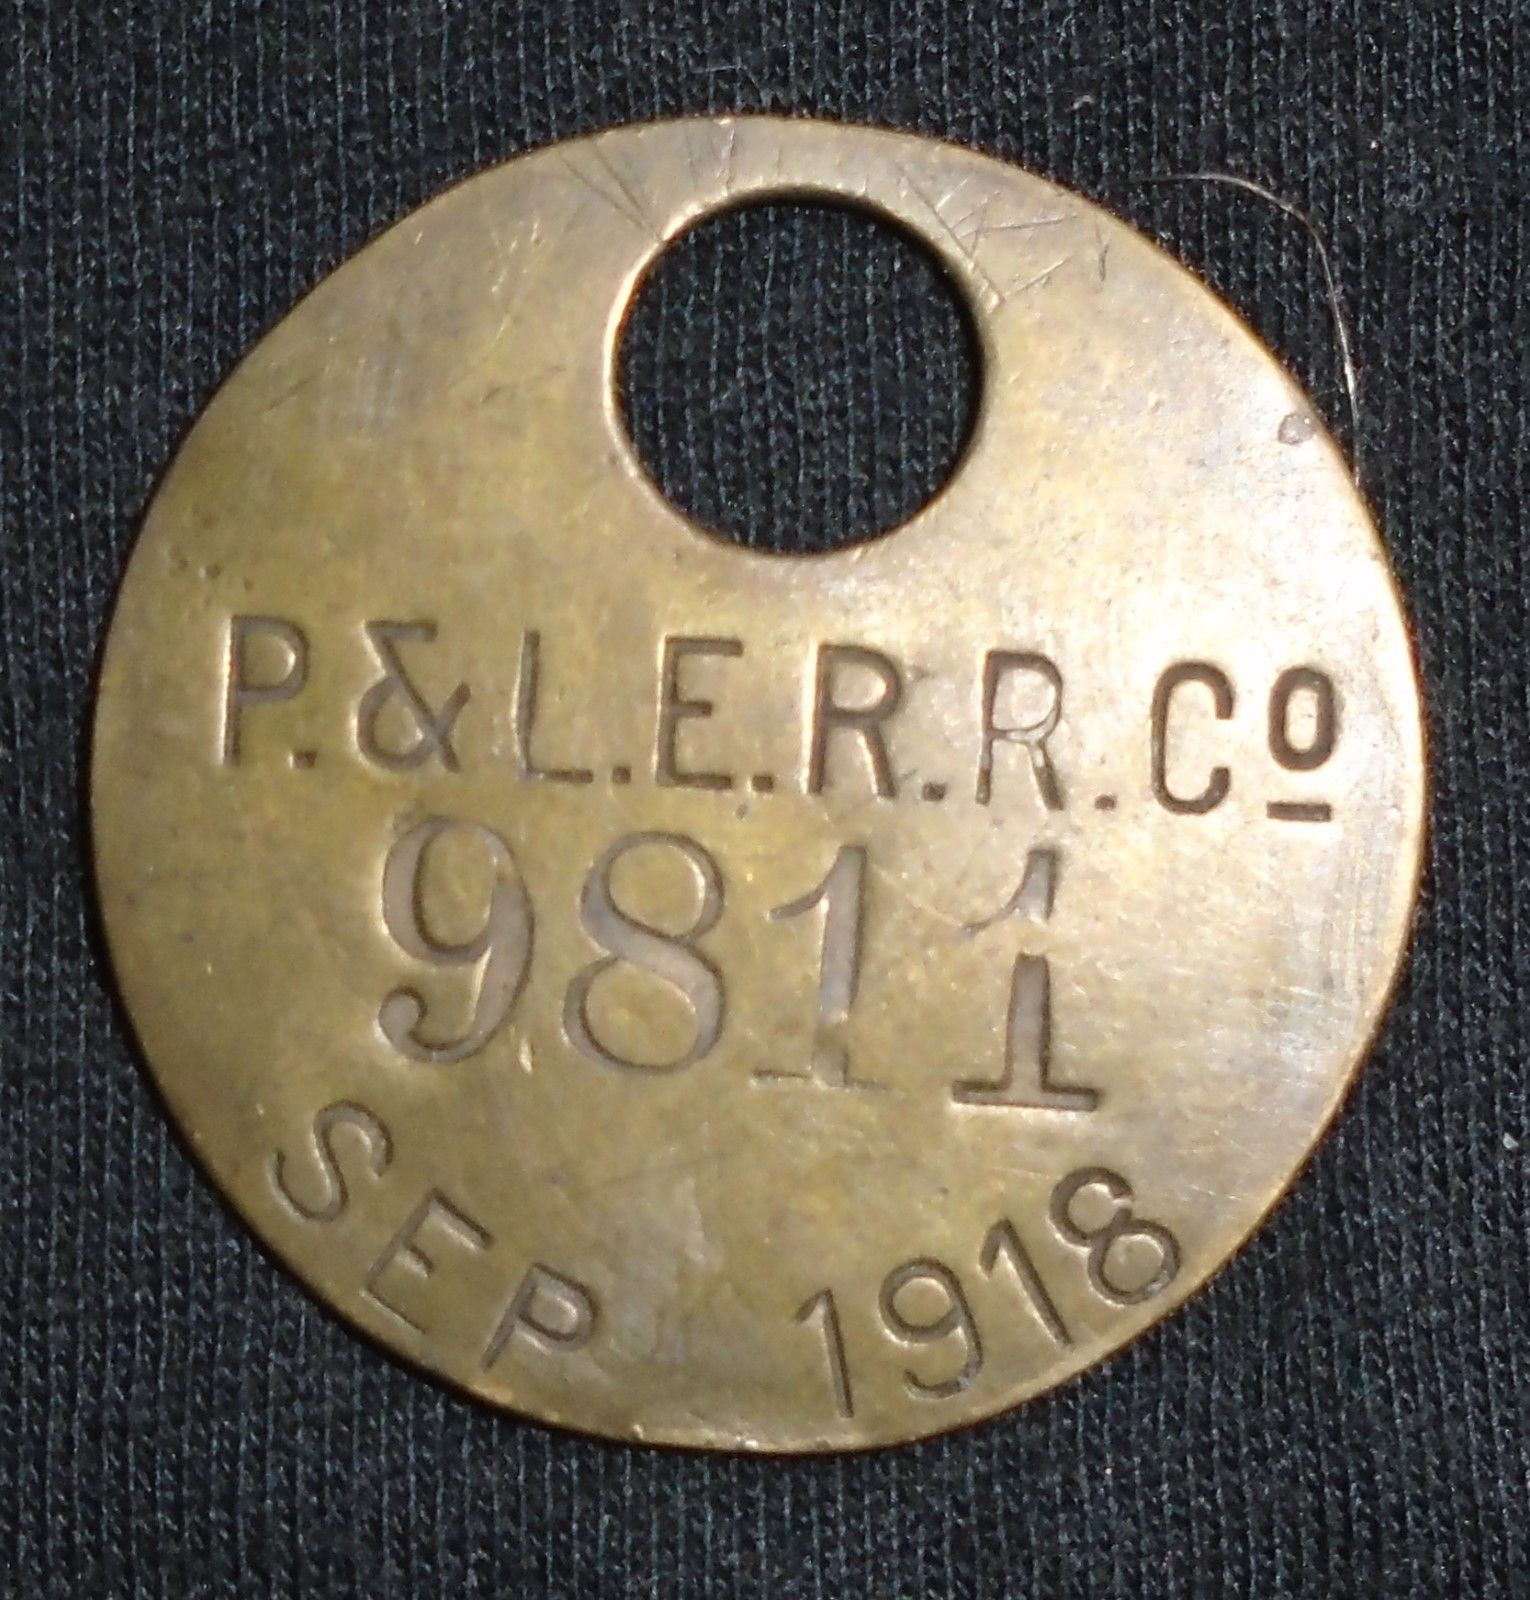 P. & L. E. R. R. Co
9811
SEP 1918